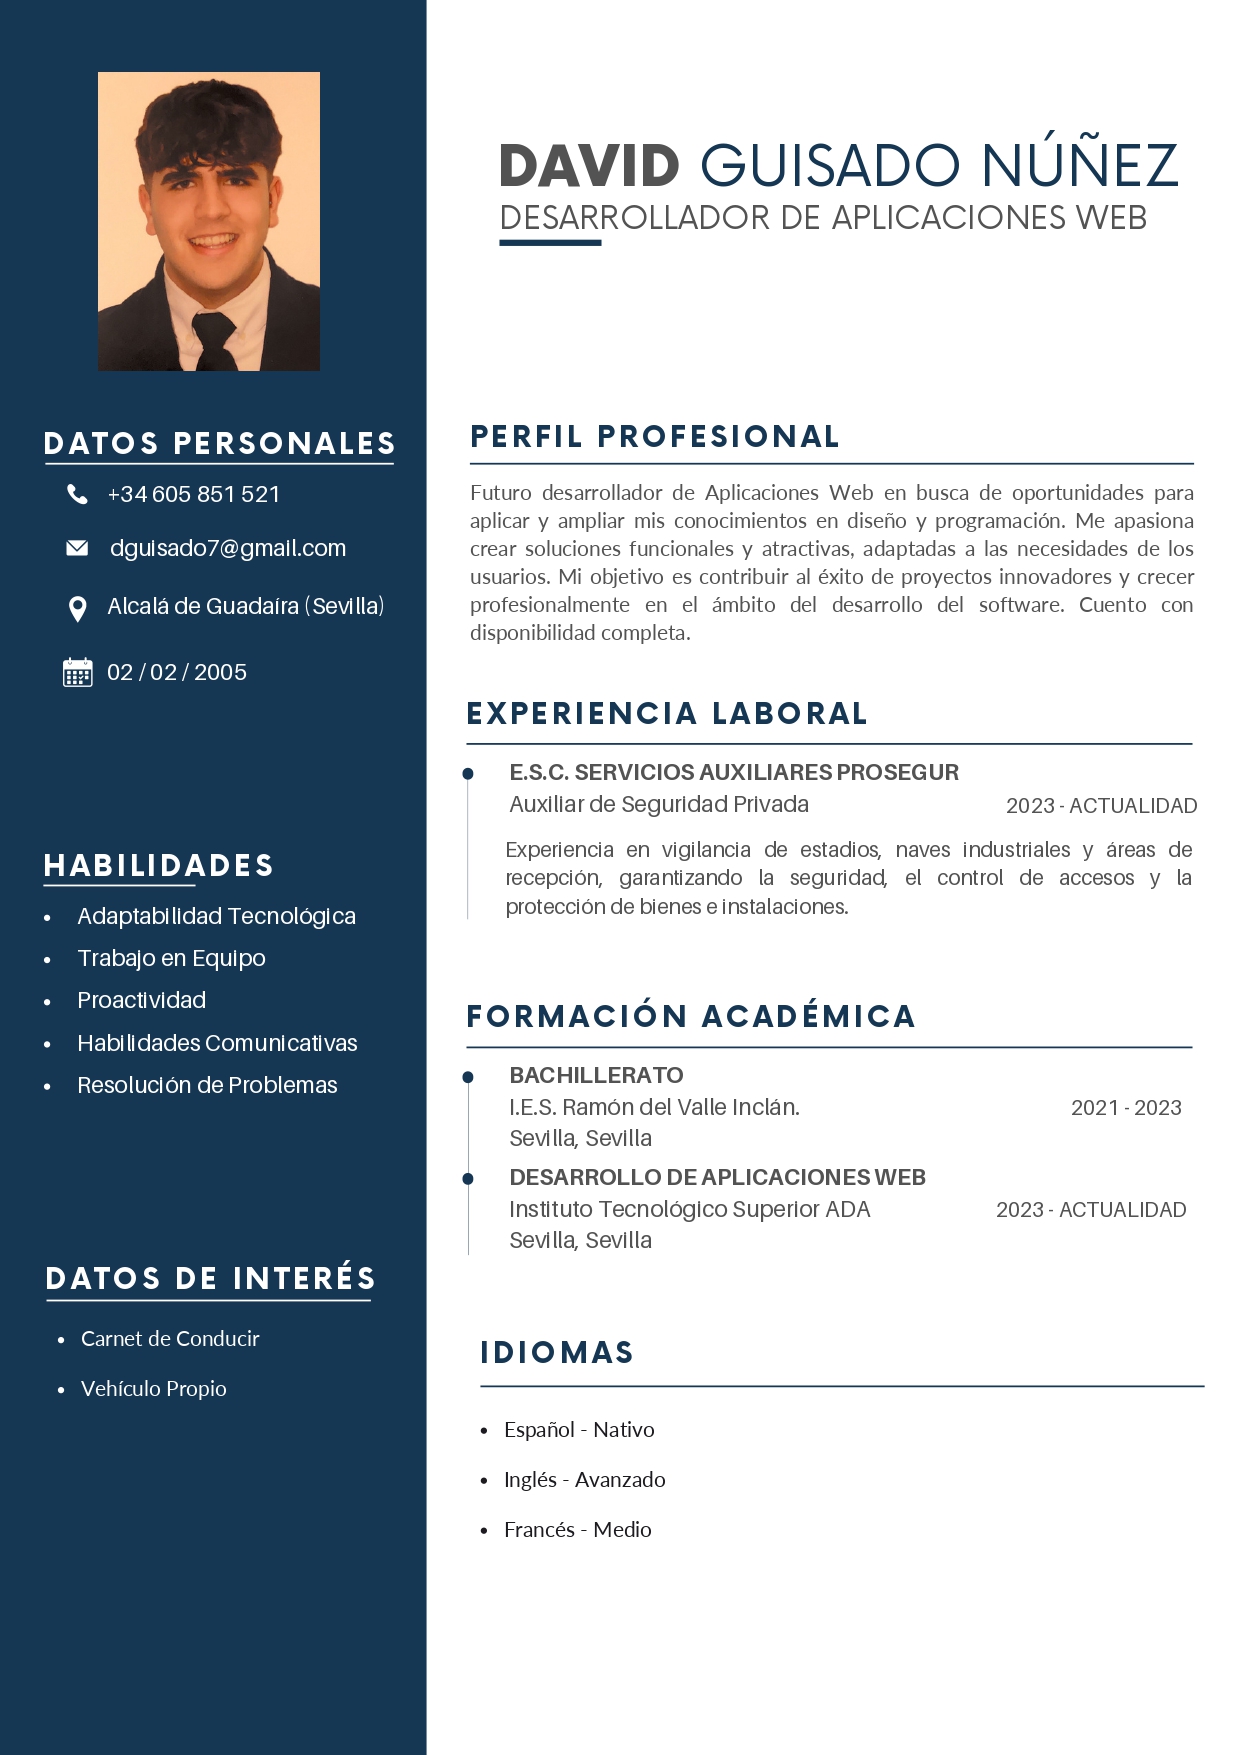 DAVID GUISADO NÚÑEZ
DESARROLLADOR DE APLICACIONES WEB
DATOS PERSONALES
+34 605 851 521
dguisado7@gmail.com
Alcalá de Guadaíra (Sevilla)
02 / 02 / 2005
HABILIDADES
• Adaptabilidad Tecnológica
• Trabajo en Equipo
• Proactividad
• Habilidades Comunicativas
• Resolución de Problemas
DATOS DE INTERÉS
• Carnet de Conducir
• Vehículo Propio
PERFIL PROFESIONAL
Futuro desarrollador de Aplicaciones Web en busca de oportunidades para
aplicar y ampliar mis conocimientos en diseño y programación. Me apasiona
crear soluciones funcionales y atractivas, adaptadas a las necesidades de los
usuarios. Mi objetivo es contribuir al éxito de proyectos innovadores y crecer
profesionalmente en el ámbito del desarrollo del software. Cuento con
disponibilidad completa.
EXPERIENCIA LABORAL
E.S.C. SERVICIOS AUXILIARES PROSEGUR
Auxiliar de Seguridad Privada 2023 - ACTUALIDAD
Experiencia en vigilancia de estadios, naves industriales y áreas de
recepción, garantizando la seguridad, el control de accesos y la
protección de bienes e instalaciones.
FORMACIÓN ACADÉMICA
BACHILLERATO
I.E.S. Ramón del Valle Inclán. 2021 - 2023
Sevilla, Sevilla
DESARROLLO DE APLICACIONES WEB
Instituto Tecnológico Superior ADA 2023 - ACTUALIDAD
Sevilla, Sevilla
IDIOMAS
• Español - Nativo
• Inglés - Avanzado
• Francés - Medio